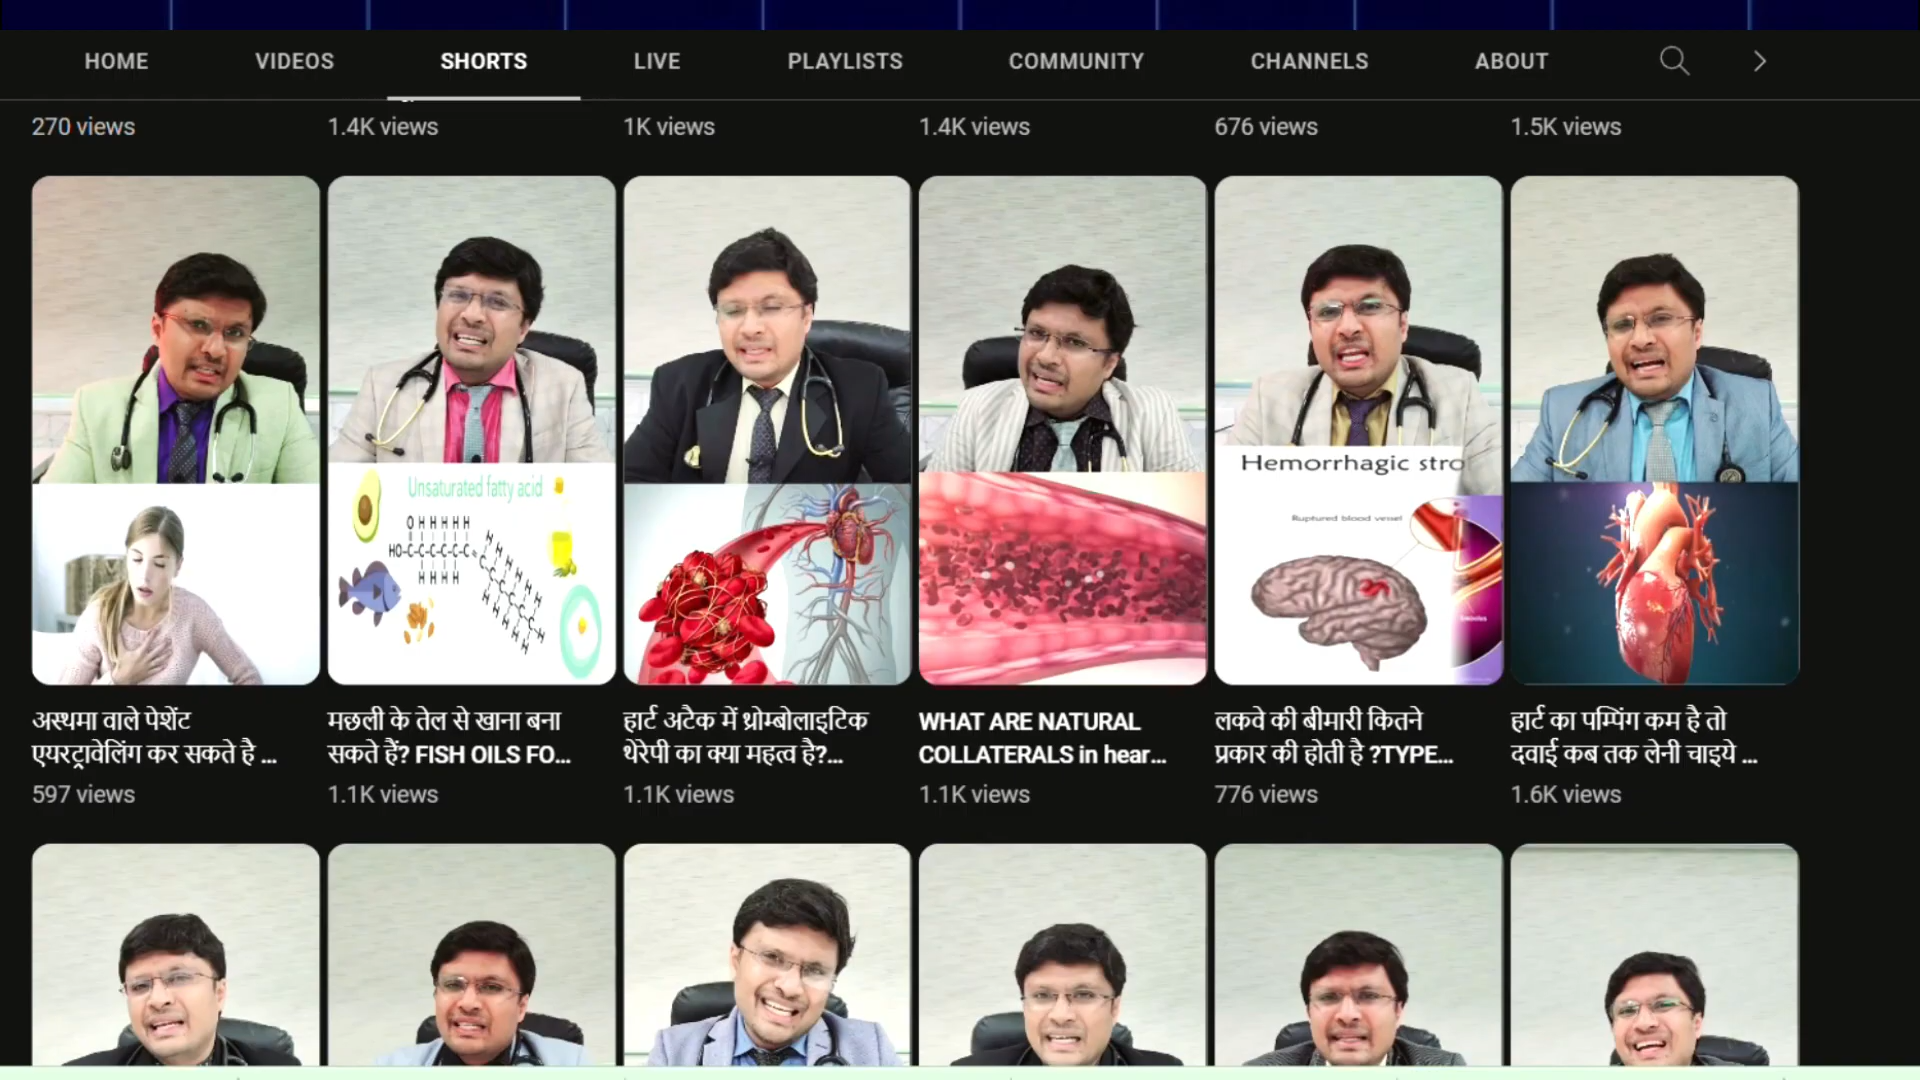 HOME VIDEOS SHORTS LIVE PLAYLISTS COMMUNITY CHANNELS ABOUT
270 views 1.4K views 1K views 1.4K views 676 views 1.5K views
Unsaturated fatty acid
Hemorrhagic stro
Ruptured blood vessel
अस्थमा वाले पेशेंट
एयरट्रावेलिंग कर सकते है ...
597 views
मछली के तेल से खाना बना
सकते हैं? FISH OILS FO...
1.1K views
हार्ट अटैक में थ्रोम्बोलाइटिक
थेरेपी का क्या महत्व है?...
1.1K views
WHAT ARE NATURAL
COLLATERALS in hear...
1.1K views
लकवे की बीमारी कितने
प्रकार की होती है ?TYPE...
776 views
हार्ट का पम्पिंग कम है तो
दवाई कब तक लेनी चाइये ...
1.6K views